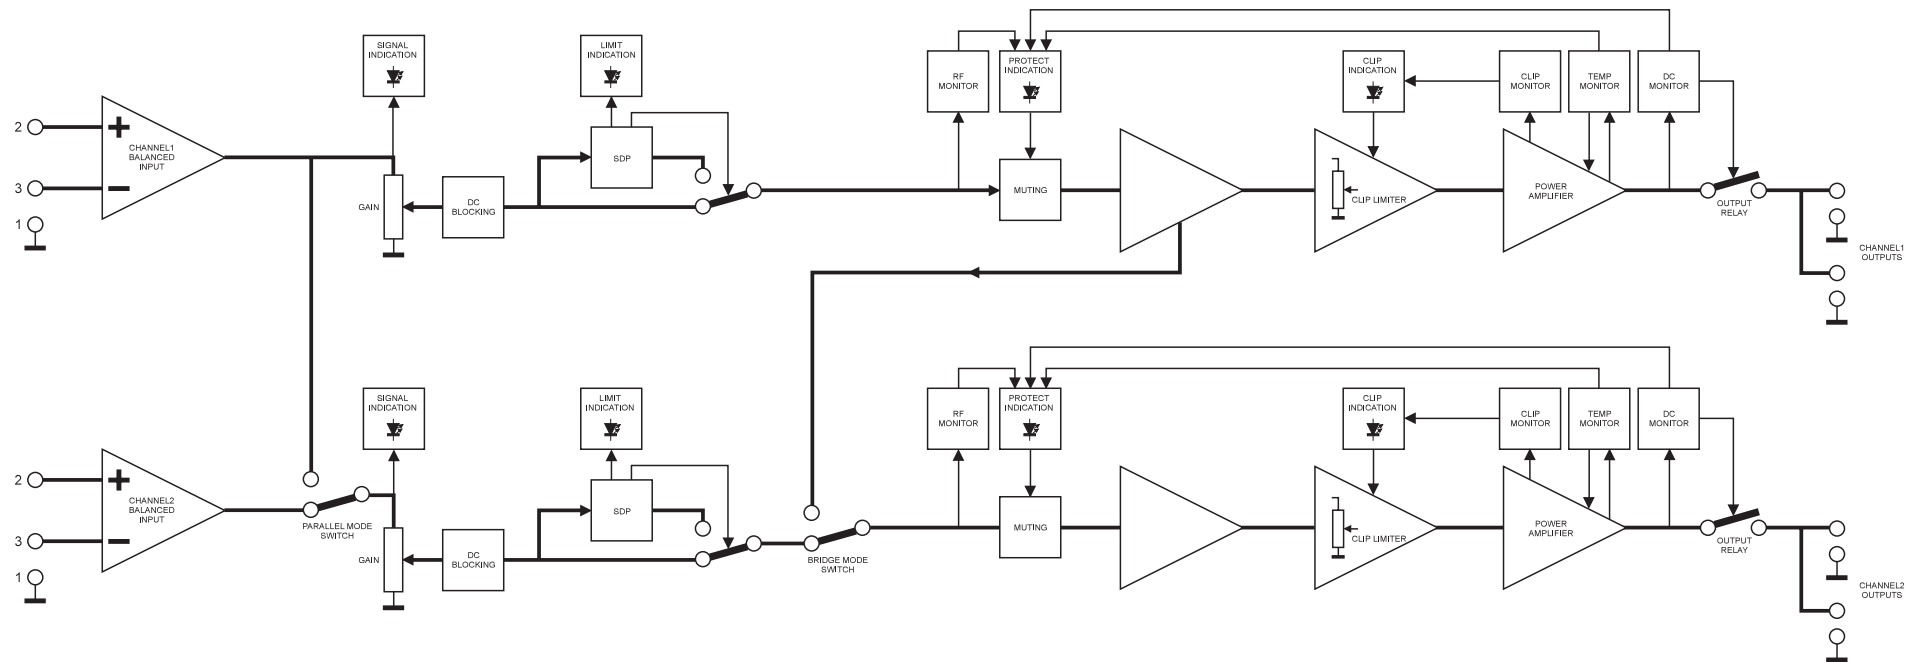 SIGNAL
INDICATION
LIMIT
INDICATION
RF
MONITOR
PROTECT
INDICATION
CLIP
INDICATION
CLIP
MONITOR
TEMP
MONITOR
DC
MONITOR
2
3
1
CHANNEL1
BALANCED
INPUT
GAIN
DC
BLOCKING
SDP
MUTING
CLIP LIMITER
POWER
AMPLIFIER
OUTPUT
RELAY
CHANNEL1
OUTPUTS
SIGNAL
INDICATION
LIMIT
INDICATION
RF
MONITOR
PROTECT
INDICATION
CLIP
INDICATION
CLIP
MONITOR
TEMP
MONITOR
DC
MONITOR
2
3
1
CHANNEL2
BALANCED
INPUT
PARALLEL MODE
SWITCH
GAIN
DC
BLOCKING
SDP
BRIDGE MODE
SWITCH
MUTING
CLIP LIMITER
POWER
AMPLIFIER
OUTPUT
RELAY
CHANNEL2
OUTPUTS